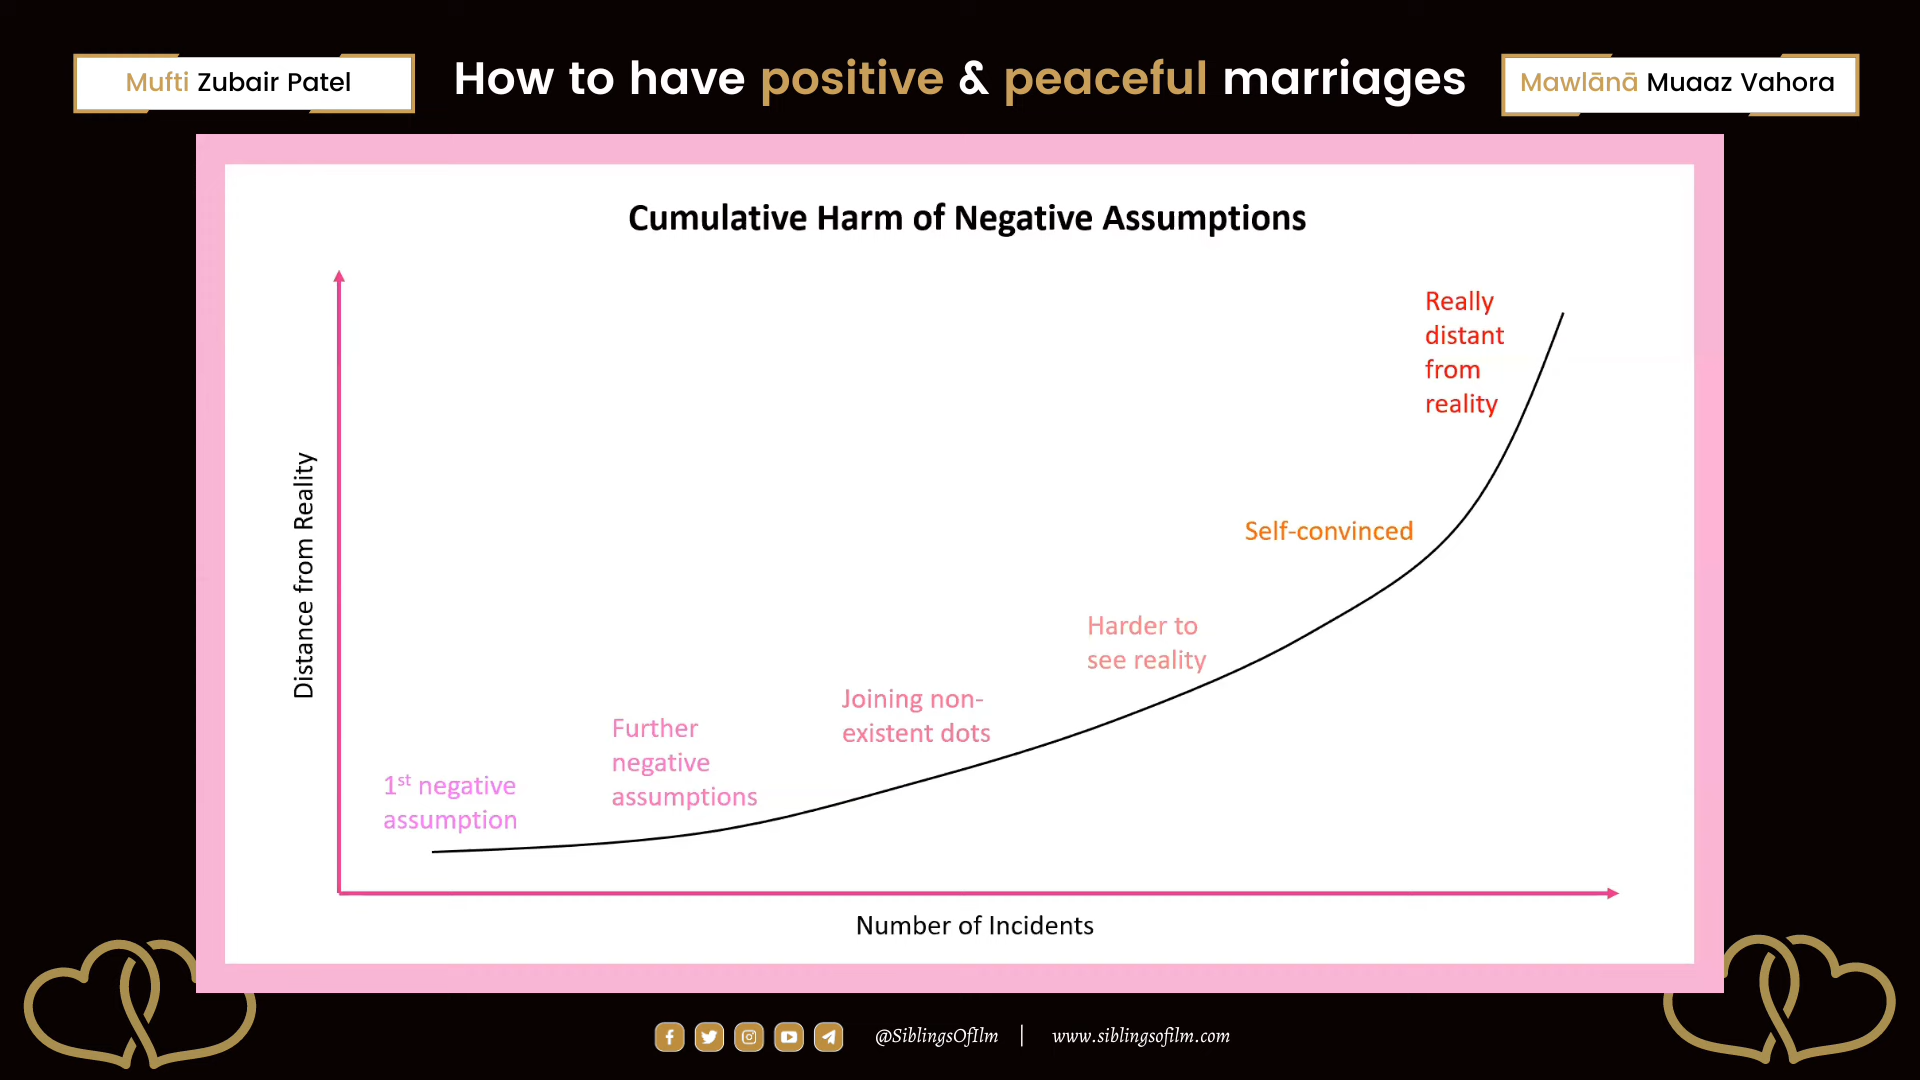 Mufti Zubair Patel
How to have positive & peaceful marriages
Mawlānā Muaaz Vahora
Cumulative Harm of Negative Assumptions
Distance from Reality
1st negative
assumption
Further
negative
assumptions
Joining non-
existent dots
Harder to
see reality
Self-convinced
Really
distant
from
reality
Number of Incidents
@SiblingsOfIlm | www.siblingsofilm.com